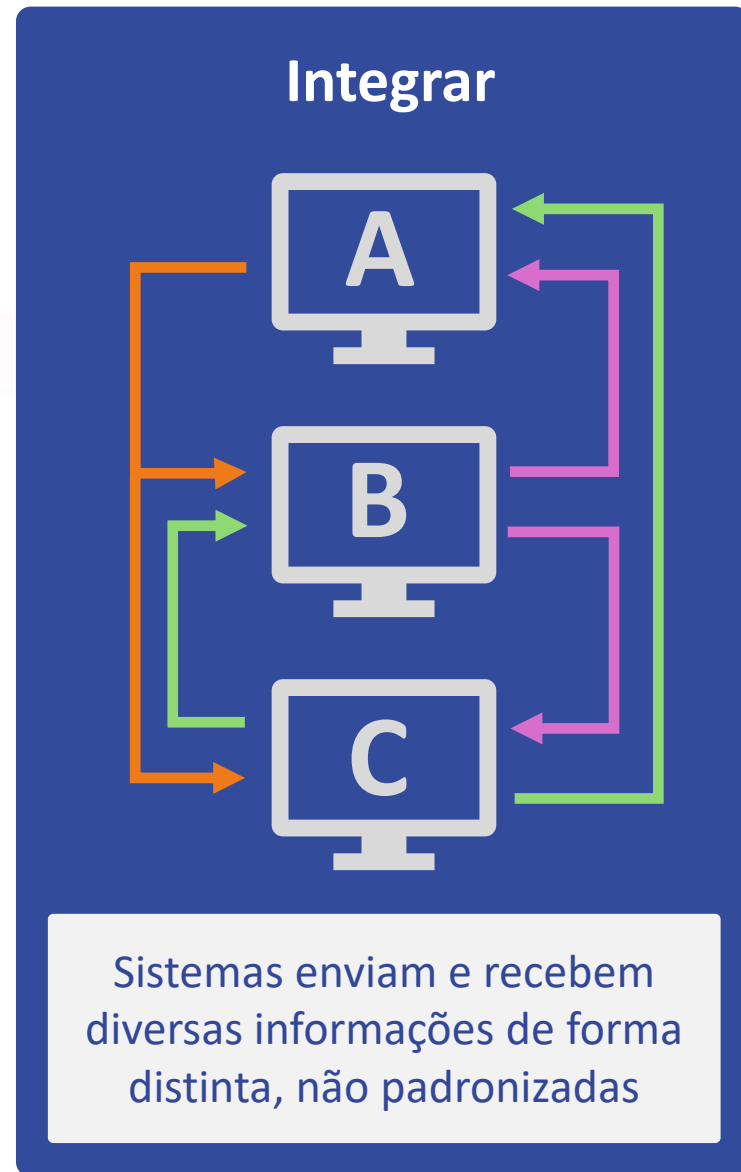 Integrar
A
B
C
Sistemas enviam e recebem
diversas informações de forma
distinta, não padronizadas